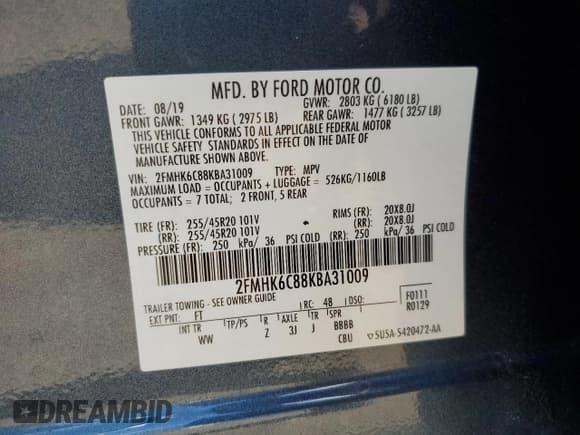 MFD. BY FORD MOTOR CO.
DATE: 08/19 GVWR: 2803 KG ( 6180 LB)
FRONT GAWR: 1349 KG ( 2975 LB) REAR GAWR: 1477 KG ( 3257 LB)
THIS VEHICLE CONFORMS TO ALL APPLICABLE FEDERAL MOTOR
VEHICLE SAFETY STANDARDS IN EFFECT ON THE DATE OF
MANUFACTURE SHOWN ABOVE.
VIN: 2FMHK6C88KBA31009 TYPE: MPV
MAXIMUM LOAD = OCCUPANTS + LUGGAGE = 526KG/1160LB
OCCUPANTS = 7 TOTAL; 2 FRONT, 5 REAR
TIRE (FR): 255/45R20 101V RIMS (FR): 20X8.0J
(RR): 255/45R20 101V (RR): 20X8.0J
PRESSURE (FR): 250 kPa/ 36 PSI COLD (RR): 250 kPa/ 36 PSI COLD
2FMHK6C88KBA31009
TRAILER TOWING - SEE OWNER GUIDE
EXT PNT: FT RC: 48 DSO: F0111
INT TR TP/PS R AXLE TR SPR R0129
WW Z 3J J BBBB
CBU 5U5A-5420472-AA
DREAMBID